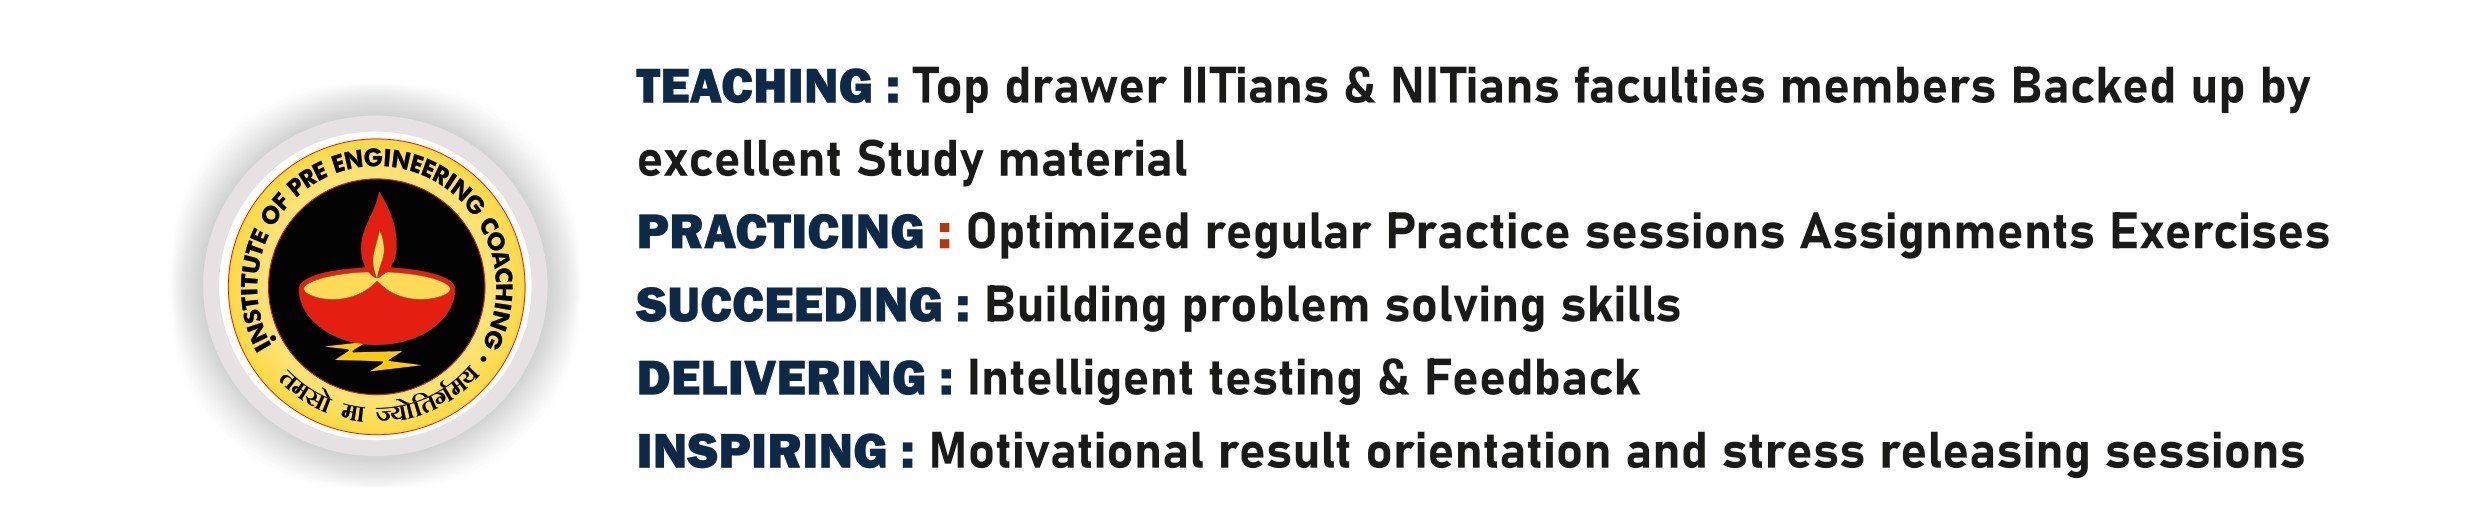 INSTITUTE OF PRE ENGINEERING COACHING •
तमसो मा ज्योतिर्गमय
TEACHING : Top drawer IITians & NITians faculties members Backed up by
excellent Study material
PRACTICING : Optimized regular Practice sessions Assignments Exercises
SUCCEEDING : Building problem solving skills
DELIVERING : Intelligent testing & Feedback
INSPIRING : Motivational result orientation and stress releasing sessions